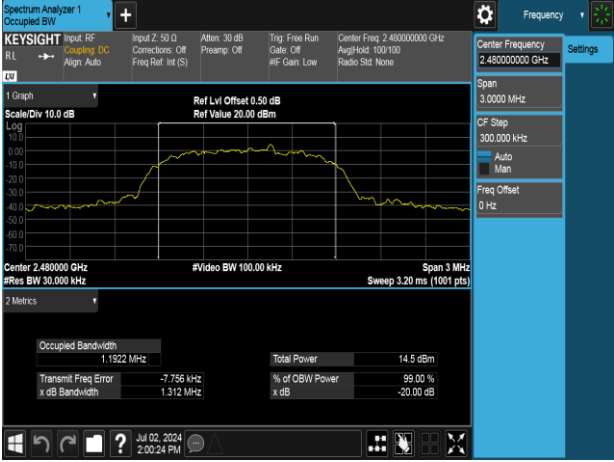 Spectrum Analyzer 1
Occupied BW
+
Frequency
KEYSIGHT Input: RF
Coupling: DC
Align: Auto
RL
LXI
Input Z: 50 Ω
Corrections: Off
Freq Ref: Int (S)
Atten: 30 dB
Preamp: Off
Trig: Free Run
Gate: Off
#IF Gain: Low
Center Freq: 2.480000000 GHz
Avg|Hold: 100/100
Radio Std: None
Center Frequency
2.480000000 GHz
Settings
Span
3.0000 MHz
CF Step
300.000 kHz
Auto
Man
Freq Offset
0 Hz
1 Graph
Scale/Div 10.0 dB
Ref Lvl Offset 0.50 dB
Ref Value 20.00 dBm
Log
10.0
0.00
-10.0
-20.0
-30.0
-40.0
-50.0
-60.0
-70.0
Center 2.480000 GHz
#Res BW 30.000 kHz
#Video BW 100.00 kHz
Span 3 MHz
Sweep 3.20 ms (1001 pts)
2 Metrics
Occupied Bandwidth
1.1922 MHz
Total Power 14.5 dBm
Transmit Freq Error -7.756 kHz
% of OBW Power 99.00 %
x dB Bandwidth 1.312 MHz
x dB -20.00 dB
?
Jul 02, 2024
2:00:24 PM